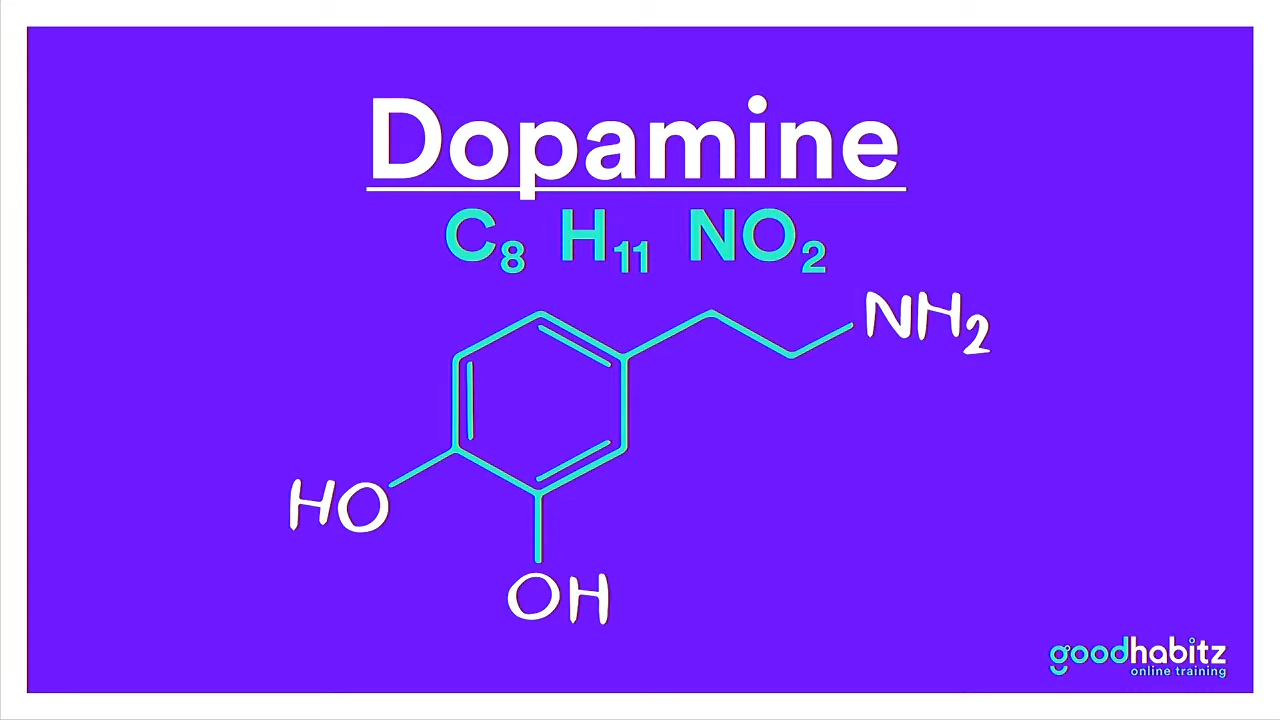 Dopamine
C₈ H₁₁ NO₂
NH₂
HO
OH
goodhabitz
online training